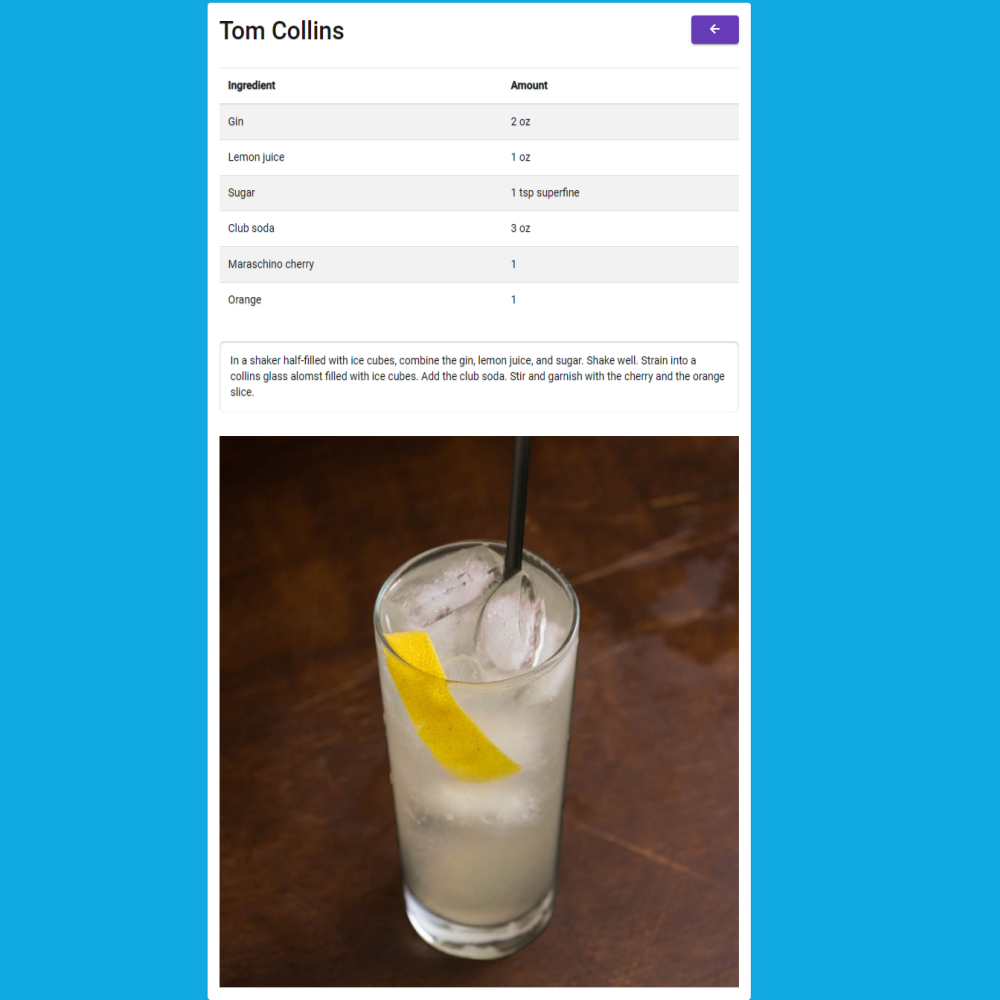 Tom Collins
Ingredient Amount
Gin 2 oz
Lemon juice 1 oz
Sugar 1 tsp superfine
Club soda 3 oz
Maraschino cherry 1
Orange 1
In a shaker half-filled with ice cubes, combine the gin, lemon juice, and sugar. Shake well. Strain into a
collins glass alomst filled with ice cubes. Add the club soda. Stir and garnish with the cherry and the orange
slice.